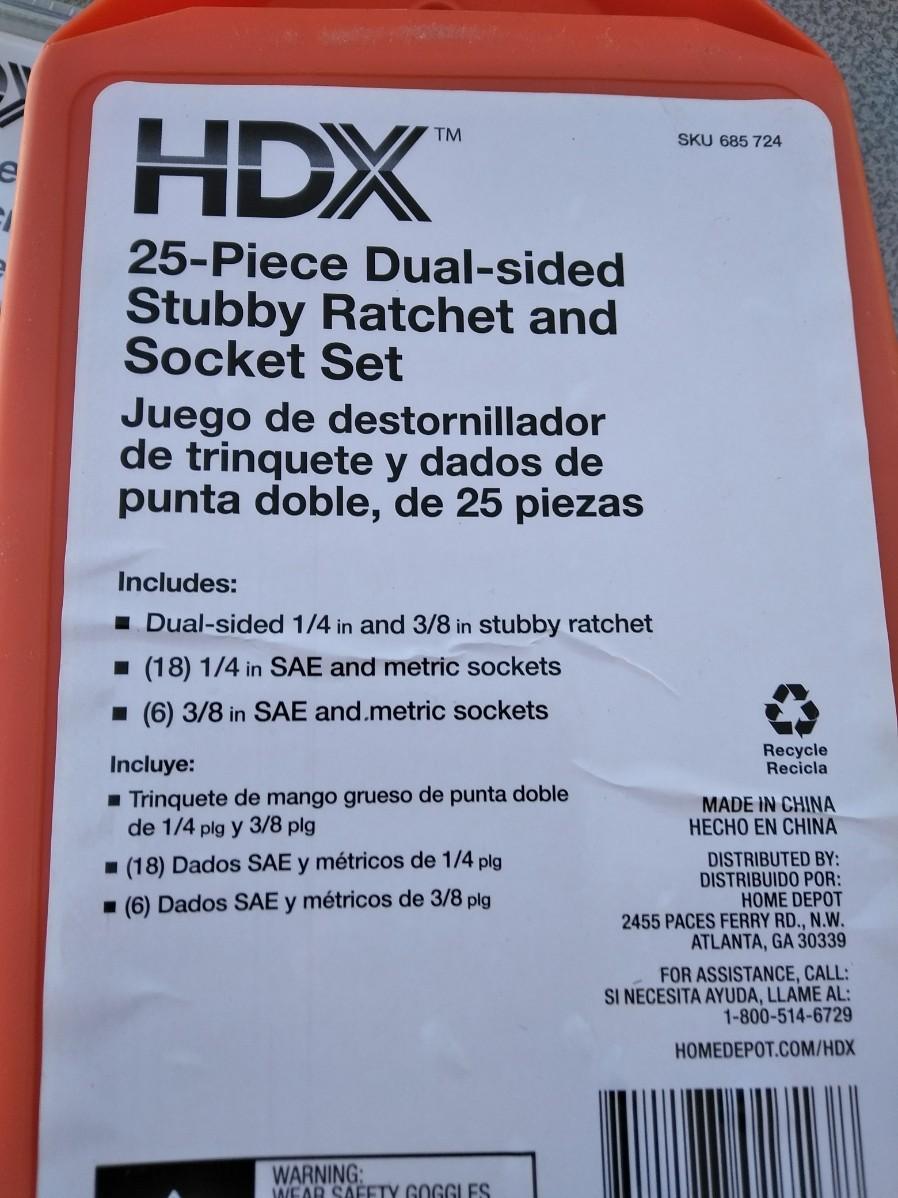 HDX™
SKU 685 724
25-Piece Dual-sided
Stubby Ratchet and
Socket Set
Juego de destornillador
de trinquete y dados de
punta doble, de 25 piezas
Includes:
■ Dual-sided 1/4 in and 3/8 in stubby ratchet
■ (18) 1/4 in SAE and metric sockets
■ (6) 3/8 in SAE and metric sockets
Incluye:
■ Trinquete de mango grueso de punta doble
de 1/4 plg y 3/8 plg
■ (18) Dados SAE y métricos de 1/4 plg
■ (6) Dados SAE y métricos de 3/8 plg
Recycle
Recicla
MADE IN CHINA
HECHO EN CHINA
DISTRIBUTED BY:
DISTRIBUIDO POR:
HOME DEPOT
2455 PACES FERRY RD., N.W.
ATLANTA, GA 30339
FOR ASSISTANCE, CALL:
SI NECESITA AYUDA, LLAME AL:
1-800-514-6729
HOMEDEPOT.COM/HDX
WARNING:
WEAR SAFETY GOGGLES